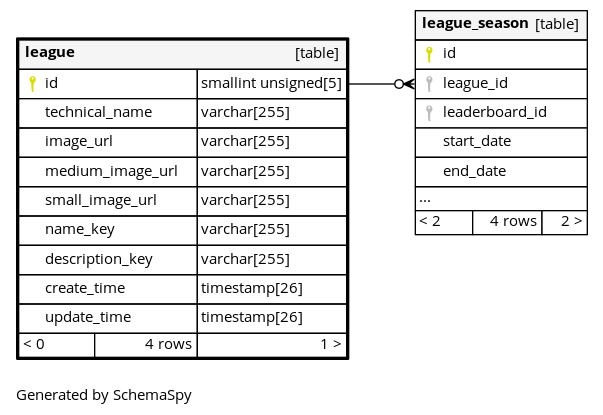 league [table]
id smallint unsigned[5]
technical_name varchar[255]
image_url varchar[255]
medium_image_url varchar[255]
small_image_url varchar[255]
name_key varchar[255]
description_key varchar[255]
create_time timestamp[26]
update_time timestamp[26]
< 0 4 rows 1 >
league_season [table]
id
league_id
leaderboard_id
start_date
end_date
...
< 2 4 rows 2 >
Generated by SchemaSpy